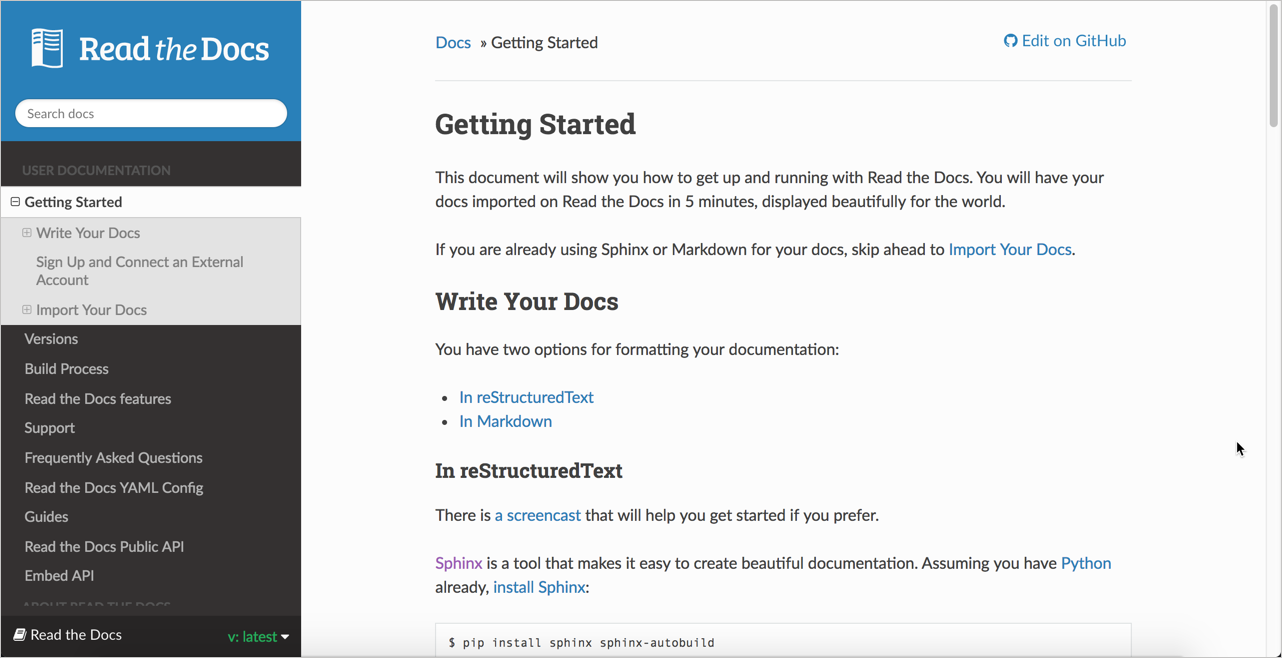 Read the Docs
Search docs
USER DOCUMENTATION
Getting Started
Write Your Docs
Sign Up and Connect an External
Account
Import Your Docs
Versions
Build Process
Read the Docs features
Support
Frequently Asked Questions
Read the Docs YAML Config
Guides
Read the Docs Public API
Embed API
ABOUT READ THE DOCS
Read the Docs
v: latest
Docs » Getting Started
Edit on GitHub
Getting Started
This document will show you how to get up and running with Read the Docs. You will have your
docs imported on Read the Docs in 5 minutes, displayed beautifully for the world.
If you are already using Sphinx or Markdown for your docs, skip ahead to Import Your Docs.
Write Your Docs
You have two options for formatting your documentation:
• In reStructuredText
• In Markdown
In reStructuredText
There is a screencast that will help you get started if you prefer.
Sphinx is a tool that makes it easy to create beautiful documentation. Assuming you have Python
already, install Sphinx:
$ pip install sphinx sphinx-autobuild